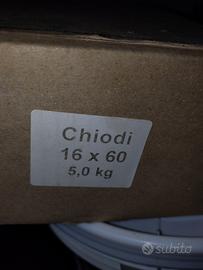 Chiodi
16 x 60
5,0 kg
subito